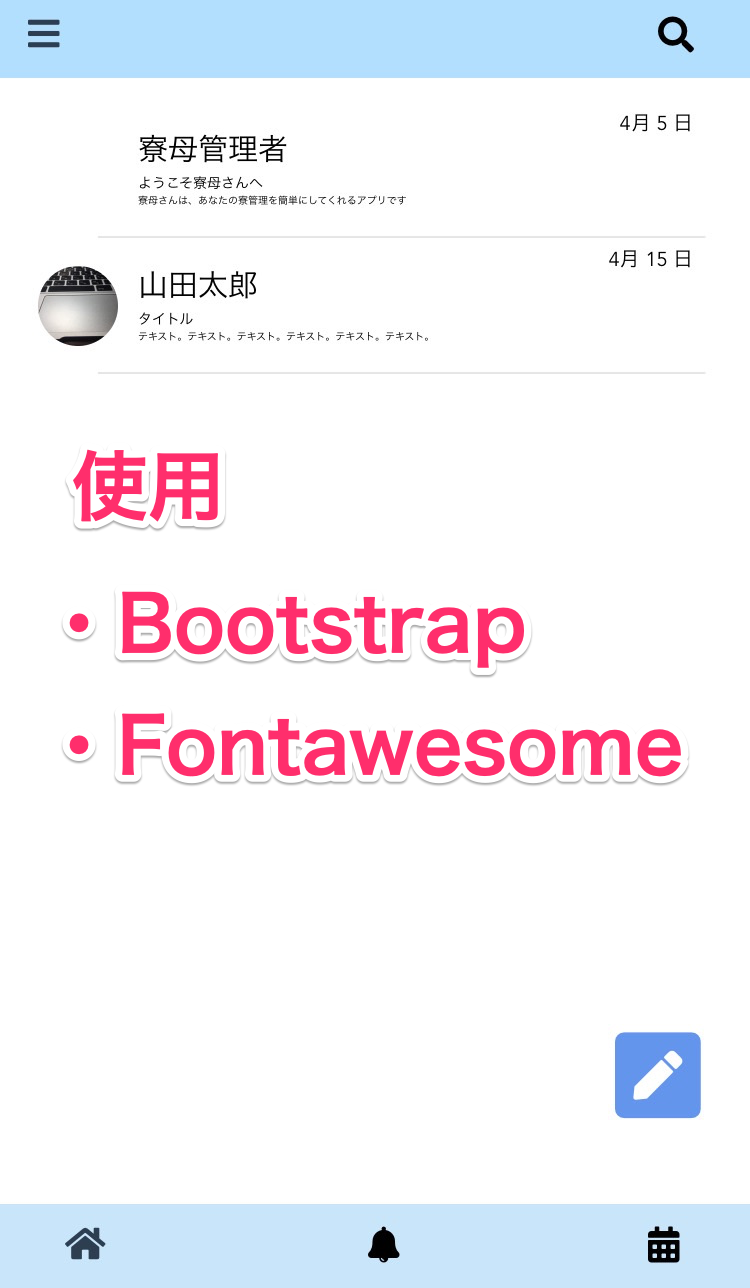 4月 5 日
寮母管理者
ようこそ寮母さんへ
寮母さんは、あなたの寮管理を簡単にしてくれるアプリです
4月 15 日
山田太郎
タイトル
テキスト。テキスト。テキスト。テキスト。テキスト。テキスト。
使用
・Bootstrap
・Fontawesome